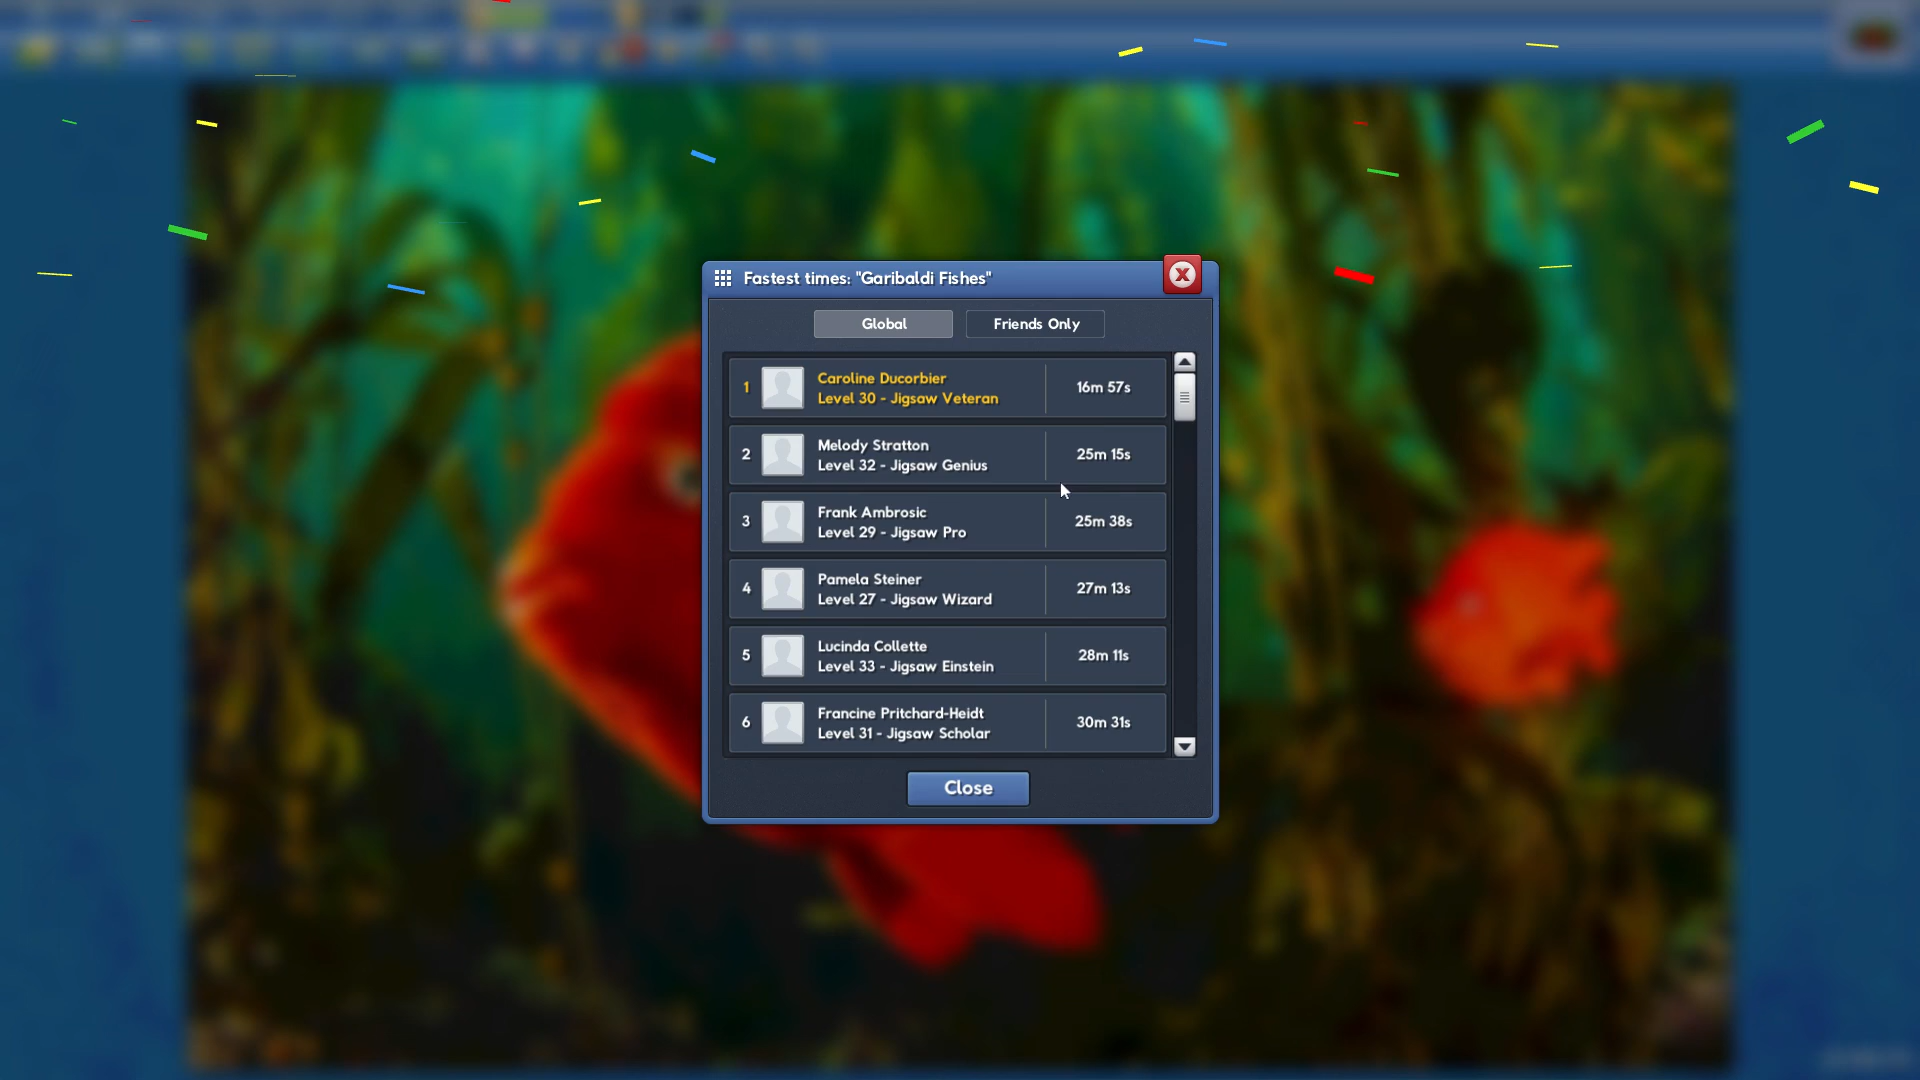 Fastest times: "Garibaldi Fishes"
Global
Friends Only
1
Caroline Ducorbier
Level 30 - Jigsaw Veteran
16m 57s
2
Melody Stratton
Level 32 - Jigsaw Genius
25m 15s
3
Frank Ambrosic
Level 29 - Jigsaw Pro
25m 38s
4
Pamela Steiner
Level 27 - Jigsaw Wizard
27m 13s
5
Lucinda Collette
Level 33 - Jigsaw Einstein
28m 11s
6
Francine Pritchard-Heidt
Level 31 - Jigsaw Scholar
30m 31s
Close